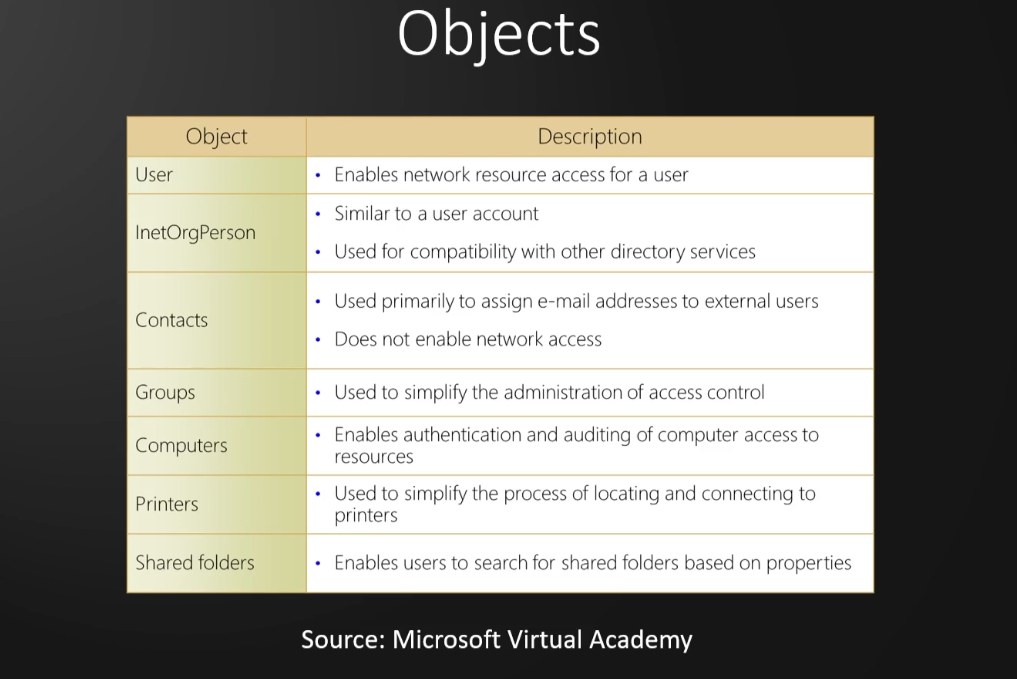 Objects
Object Description
User
• Enables network resource access for a user
InetOrgPerson
• Similar to a user account
• Used for compatibility with other directory services
Contacts
• Used primarily to assign e-mail addresses to external users
• Does not enable network access
Groups
• Used to simplify the administration of access control
Computers
• Enables authentication and auditing of computer access to
resources
Printers
• Used to simplify the process of locating and connecting to
printers
Shared folders
• Enables users to search for shared folders based on properties
Source: Microsoft Virtual Academy